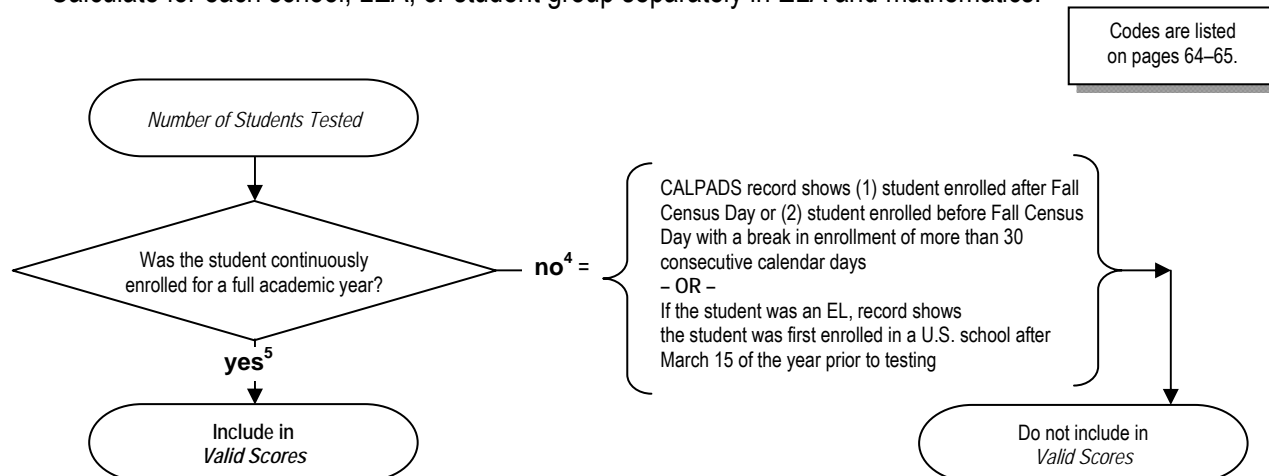 Calculate for each school, LEA, or student group separately in ELA and mathematics.
Codes are listed
on pages 64–65.
Number of Students Tested
Was the student continuously
enrolled for a full academic year?
no4 =
CALPADS record shows (1) student enrolled after Fall
Census Day or (2) student enrolled before Fall Census
Day with a break in enrollment of more than 30
consecutive calendar days
– OR –
If the student was an EL, record shows
the student was first enrolled in a U.S. school after
March 15 of the year prior to testing
yes5
Include in
Valid Scores
Do not include in
Valid Scores